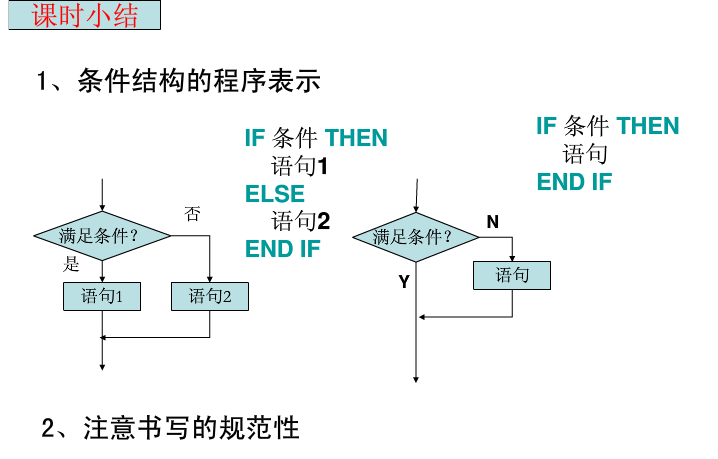 课时小结
1、条件结构的程序表示
IF 条件 THEN
语句1
ELSE
语句2
END IF
IF 条件 THEN
语句
END IF
满足条件?
否
是
语句1
语句2
满足条件?
N
Y
语句
2、注意书写的规范性